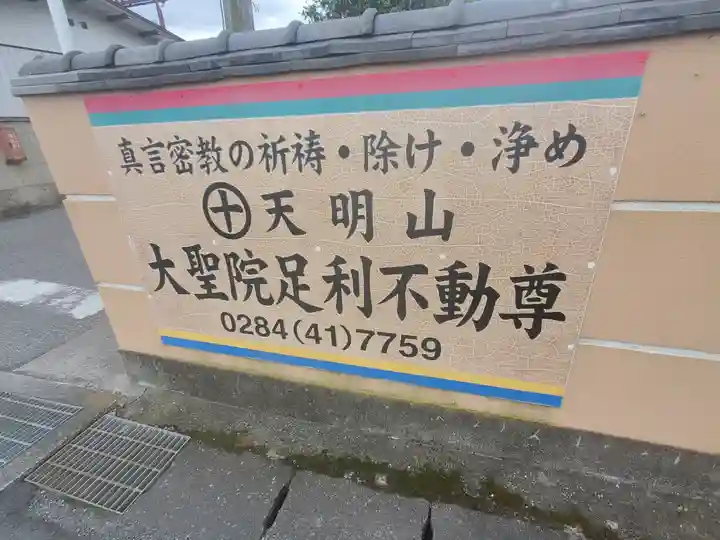 真言密教の祈祷・除け・浄め
天明山
大聖院足利不動尊
0284(41)7759